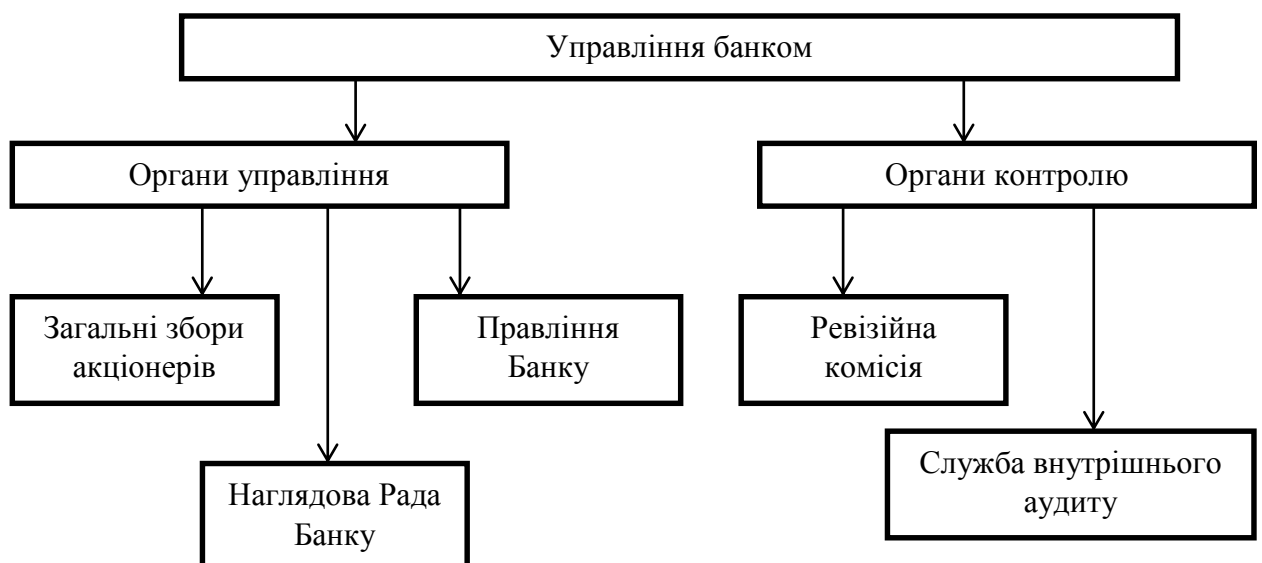 Управління банком
Органи управління
Органи контролю
Загальні збори
акціонерів
Правління
Банку
Ревізійна
комісія
Наглядова Рада
Банку
Служба внутрішнього
аудиту